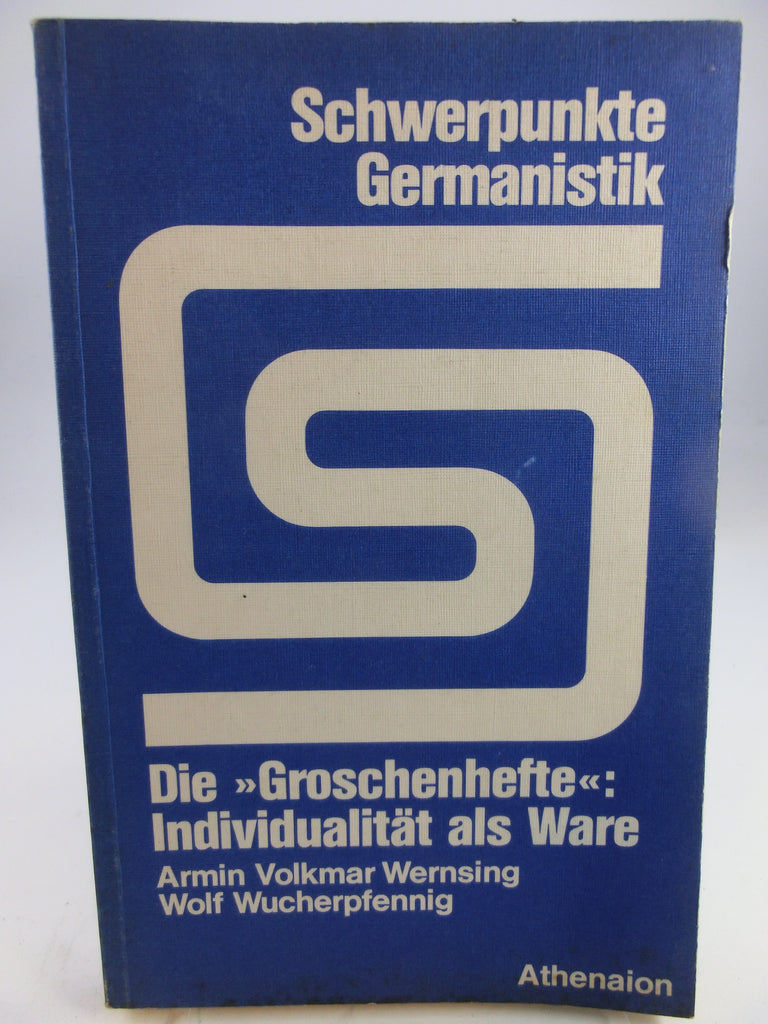 Schwerpunkte
Germanistik
Die »Groschenhefte«:
Individualität als Ware
Armin Volkmar Wernsing
Wolf Wucherpfennig
Athenaion